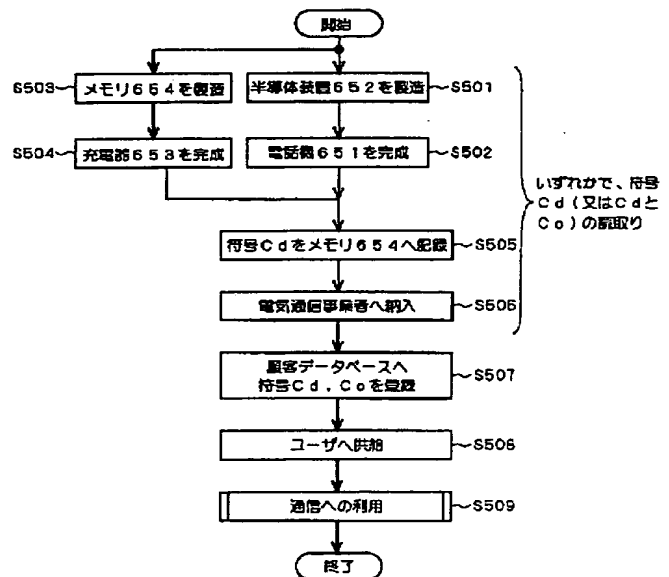 開始
S503 メモリ654を製造
半導体装置652を製造 S501
S504 充電器653を完成
電話機651を完成 S502
いずれかで、符号
Cd(又はCdと
Co)の読取り
符号Cdをメモリ654へ記録 S505
電気通信事業者へ納入 S506
顧客データベースへ
符号Cd,Coを登録 S507
ユーザへ供給 S508
通信への利用 S509
終了